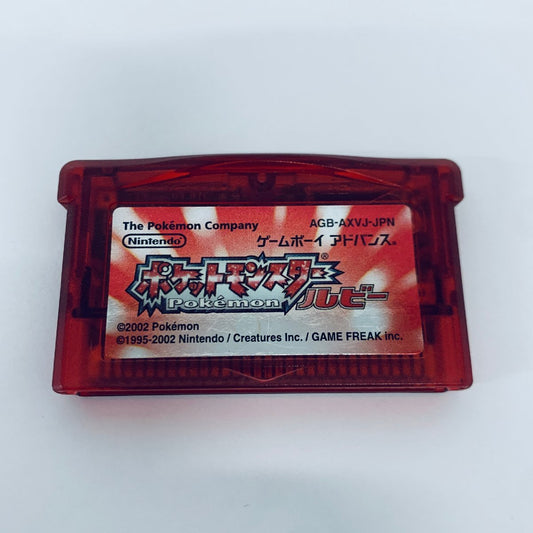 The Pokémon Company AGB-AXVJ-JPN
Nintendo® ゲームボーイ アドバンス®
ポケットモンスター®
Pokémon ルビー
©2002 Pokémon
©1995-2002 Nintendo / Creatures Inc. / GAME FREAK inc.